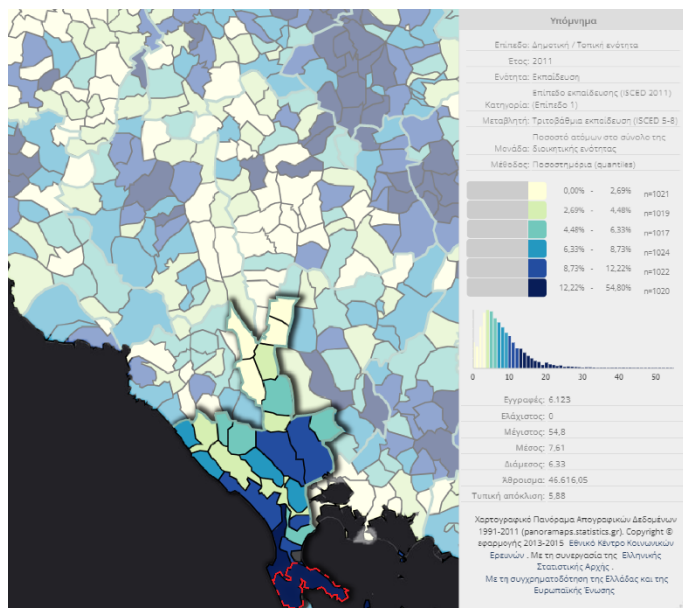 Υπόμνημα
Επίπεδο: Δημοτική / Τοπική ενότητα
Έτος: 2011
Ενότητα: Εκπαίδευση
Επίπεδο εκπαίδευσης (ISCED 2011)
Κατηγορία: (Επίπεδο 1)
Μεταβλητή: Τριτοβάθμια εκπαίδευση (ISCED 5-8)
Ποσοστό ατόμων στο σύνολο της
Μονάδα: διοικητικής ενότητας
Μέθοδος: Ποσοστημόρια (quantiles)
0,00% - 2,69% n=1021
2,69% - 4,48% n=1019
4,48% - 6,33% n=1017
6,33% - 8,73% n=1024
8,73% - 12,22% n=1022
12,22% - 54,80% n=1020
0 10 20 30 40 50
Εγγραφές: 6.123
Ελάχιστος: 0
Μέγιστος: 54,8
Μέσος: 7,61
Διάμεσος: 6,33
Άθροισμα: 46.616,05
Τυπική απόκλιση: 5,88
Χαρτογραφικό Πανόραμα Απογραφικών Δεδομένων
1991-2011 (panoramaps.statistics.gr). Copyright ©
εφαρμογής 2013-2015 Εθνικό Κέντρο Κοινωνικών
Ερευνών . Με τη συνεργασία της Ελληνικής
Στατιστικής Αρχής .
Με τη συγχρηματοδότηση της Ελλάδας και της
Ευρωπαϊκής Ένωσης